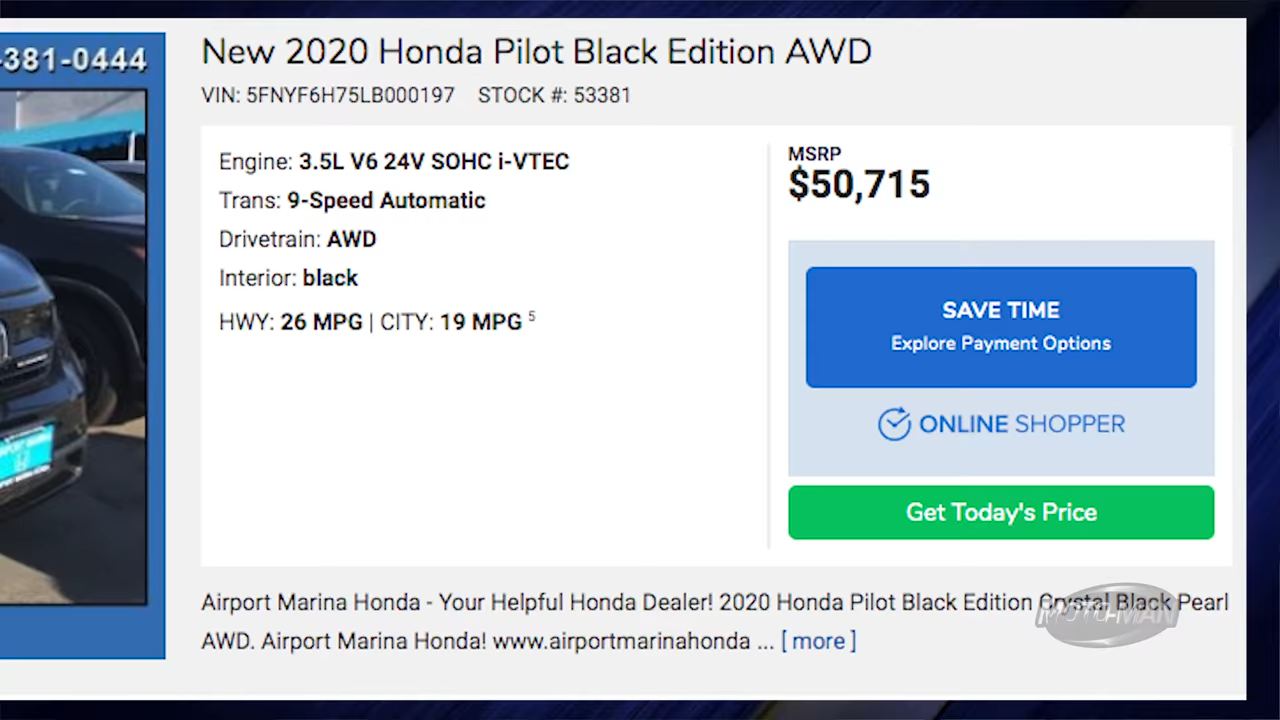 -381-0444
New 2020 Honda Pilot Black Edition AWD
VIN: 5FNYF6H75LB000197 STOCK #: 53381
Engine: 3.5L V6 24V SOHC i-VTEC
Trans: 9-Speed Automatic
Drivetrain: AWD
Interior: black
HWY: 26 MPG | CITY: 19 MPG 5
MSRP
$50,715
SAVE TIME
Explore Payment Options
ONLINE SHOPPER
Get Today's Price
Airport Marina Honda - Your Helpful Honda Dealer! 2020 Honda Pilot Black Edition Crystal Black Pearl
AWD. Airport Marina Honda! www.airportmarinahonda ... [ more ]
MOTOMAN